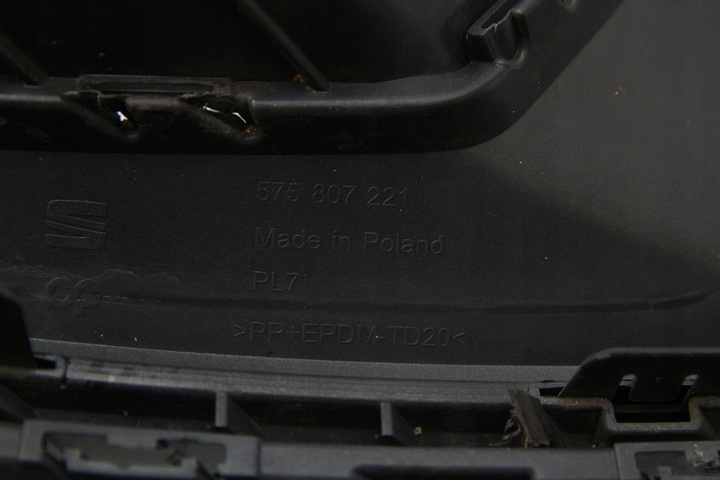 575 807 221
Made in Poland
PL7
>PP+EPDM-TD20<